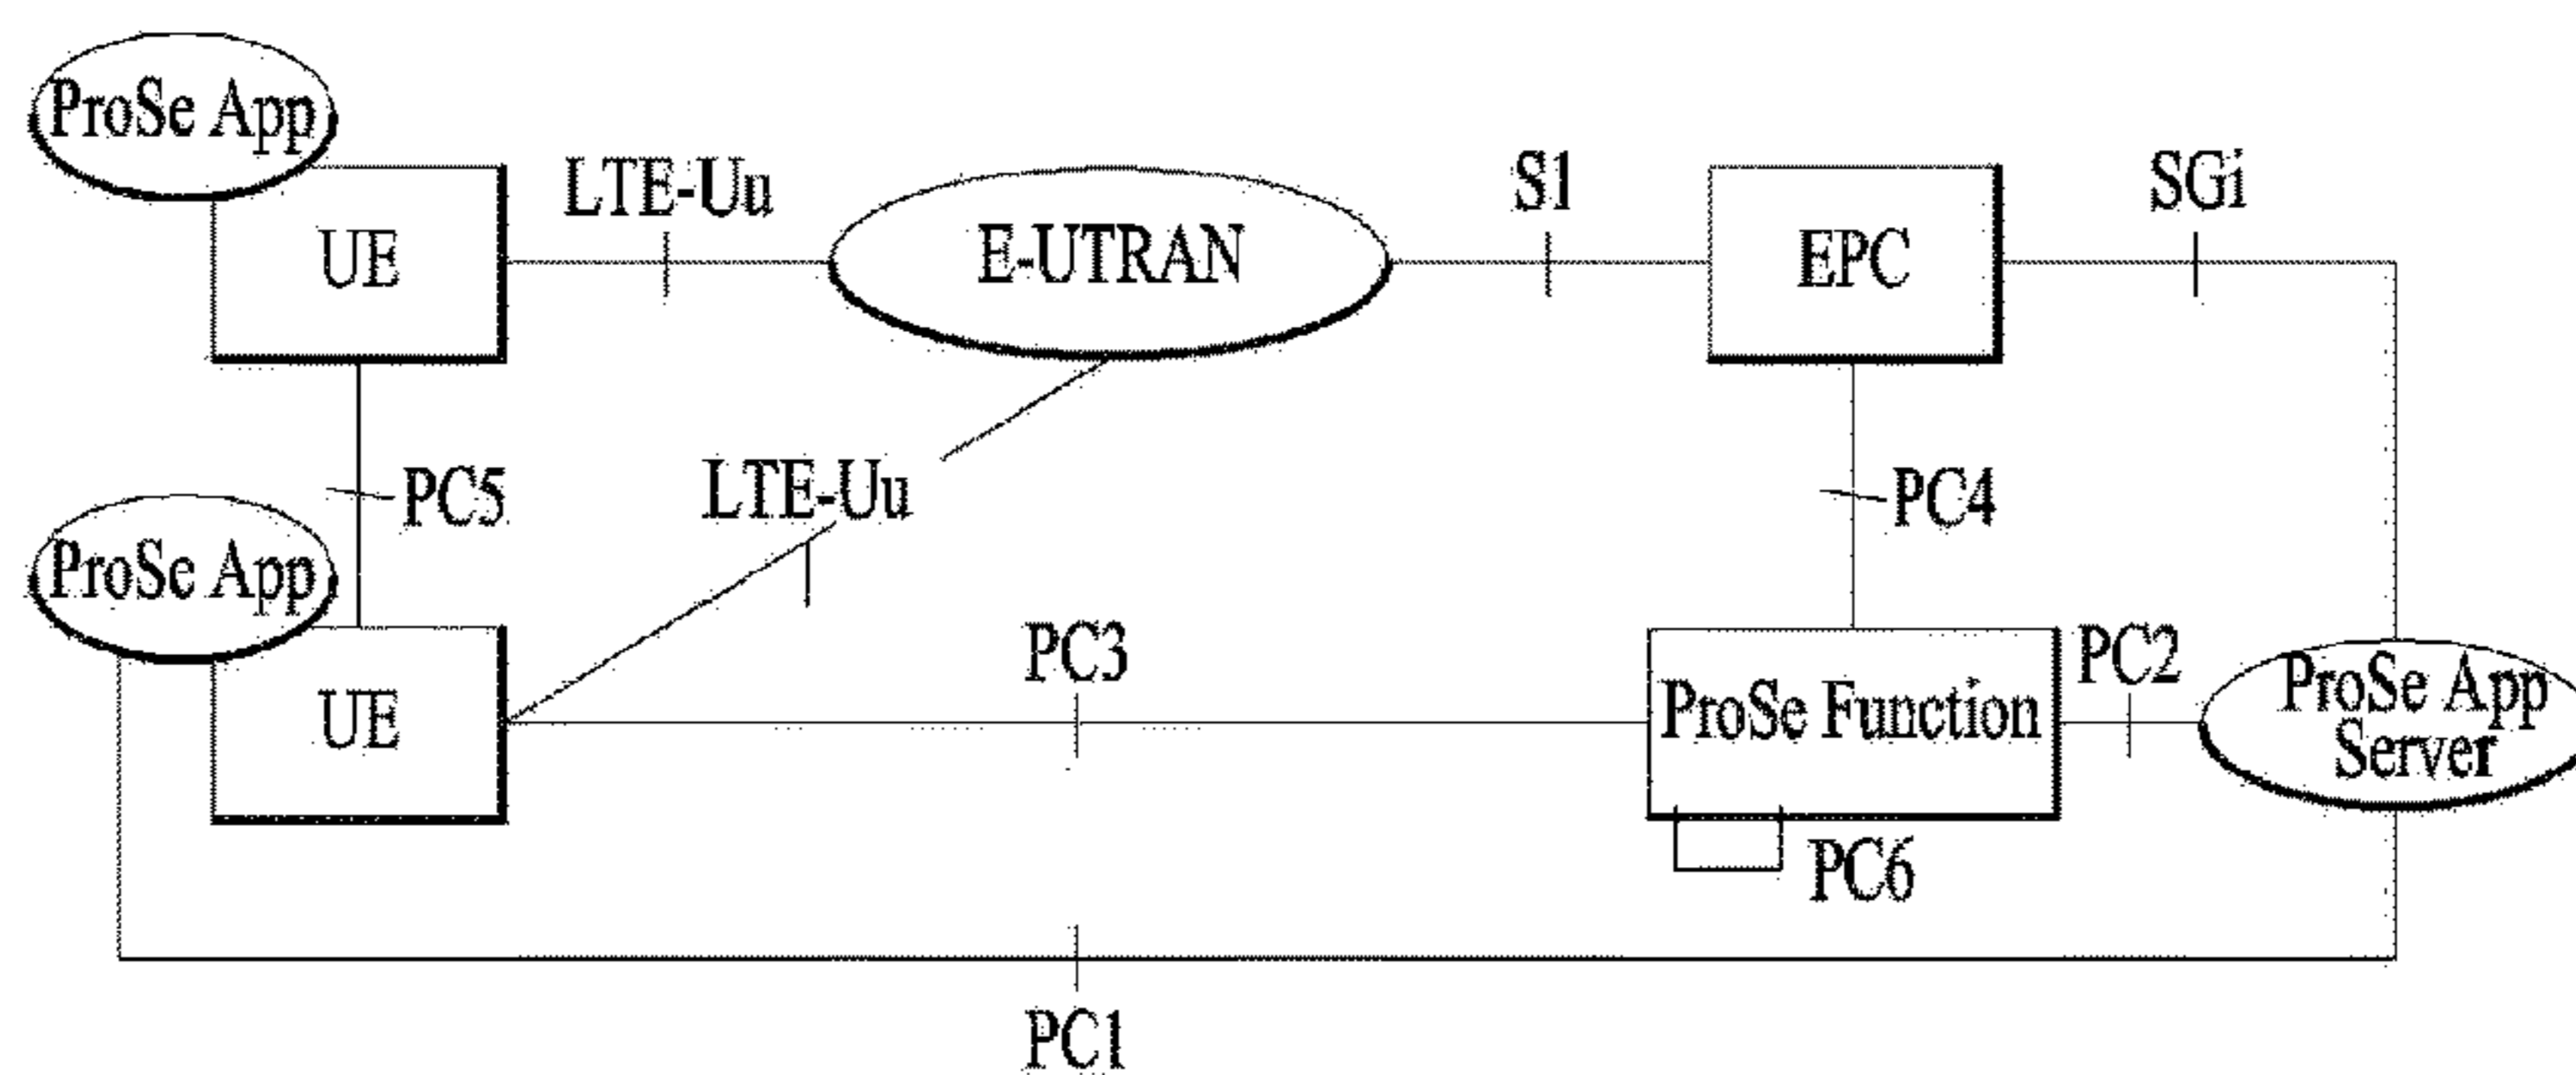 ProSe App
UE
LTE-Uu
E-UTRAN
S1
EPC
SGi
PC5
LTE-Uu
PC4
ProSe App
UE
PC3
ProSe Function
PC2
ProSe App
Server
PC6
PC1